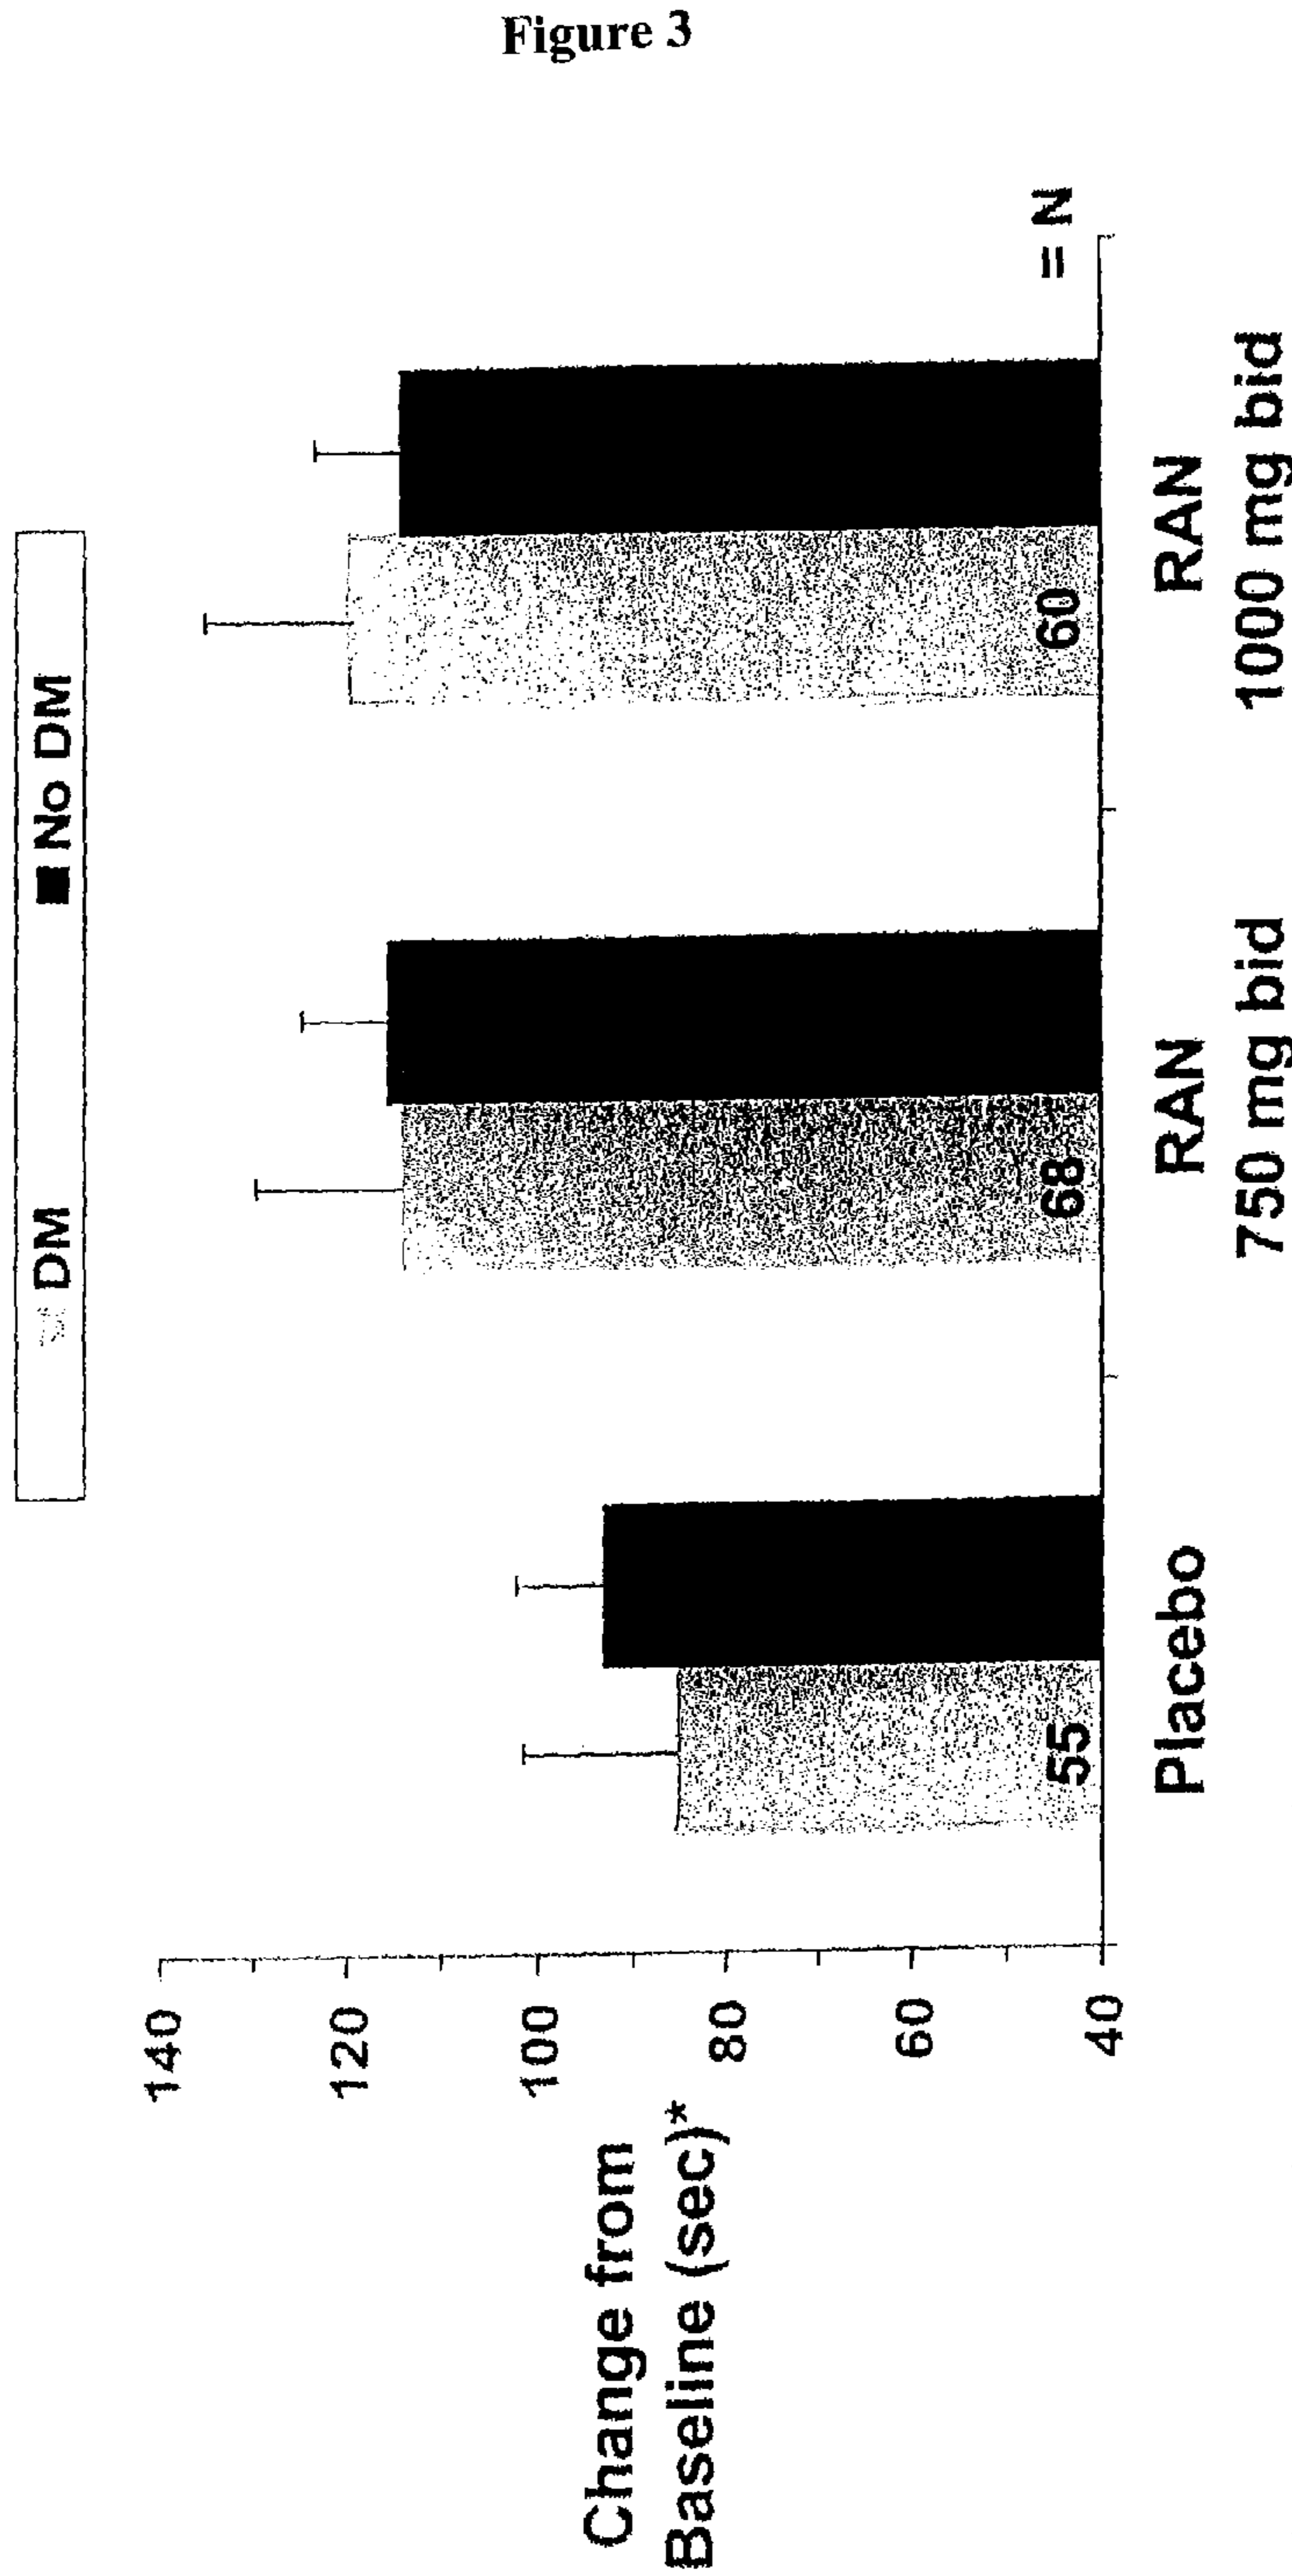 Figure 3
DM
No DM
Change from
Baseline (sec)*
140
120
100
80
60
40
55
68
60
= N
Placebo
RAN
750 mg bid
RAN
1000 mg bid